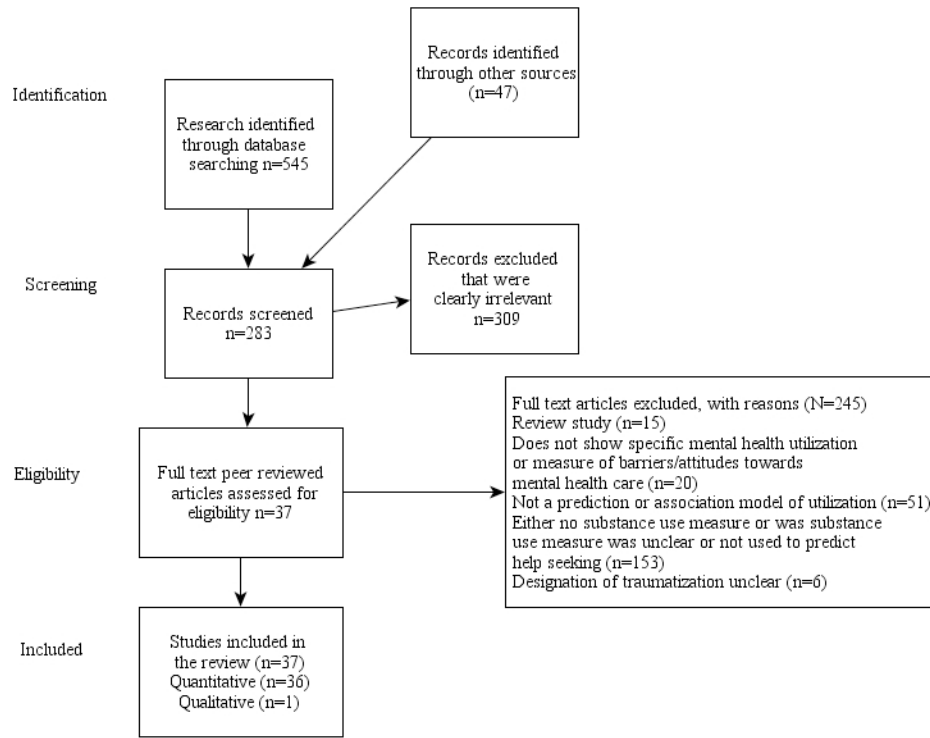 Identification
Records identified
through other sources
(n=47)
Research identified
through database
searching n=545
Screening
Records screened
n=283
Records excluded
that were
clearly irrelevant
n=309
Eligibility
Full text peer reviewed
articles assessed for
eligibility n=37
Full text articles excluded, with reasons (N=245)
Review study (n=15)
Does not show specific mental health utilization
or measure of barriers/attitudes towards
mental health care (n=20)
Not a prediction or association model of utilization (n=51)
Either no substance use measure or was substance
use measure was unclear or not used to predict
help seeking (n=153)
Designation of traumatization unclear (n=6)
Included
Studies included in
the review (n=37)
Quantitative (n=36)
Qualitative (n=1)